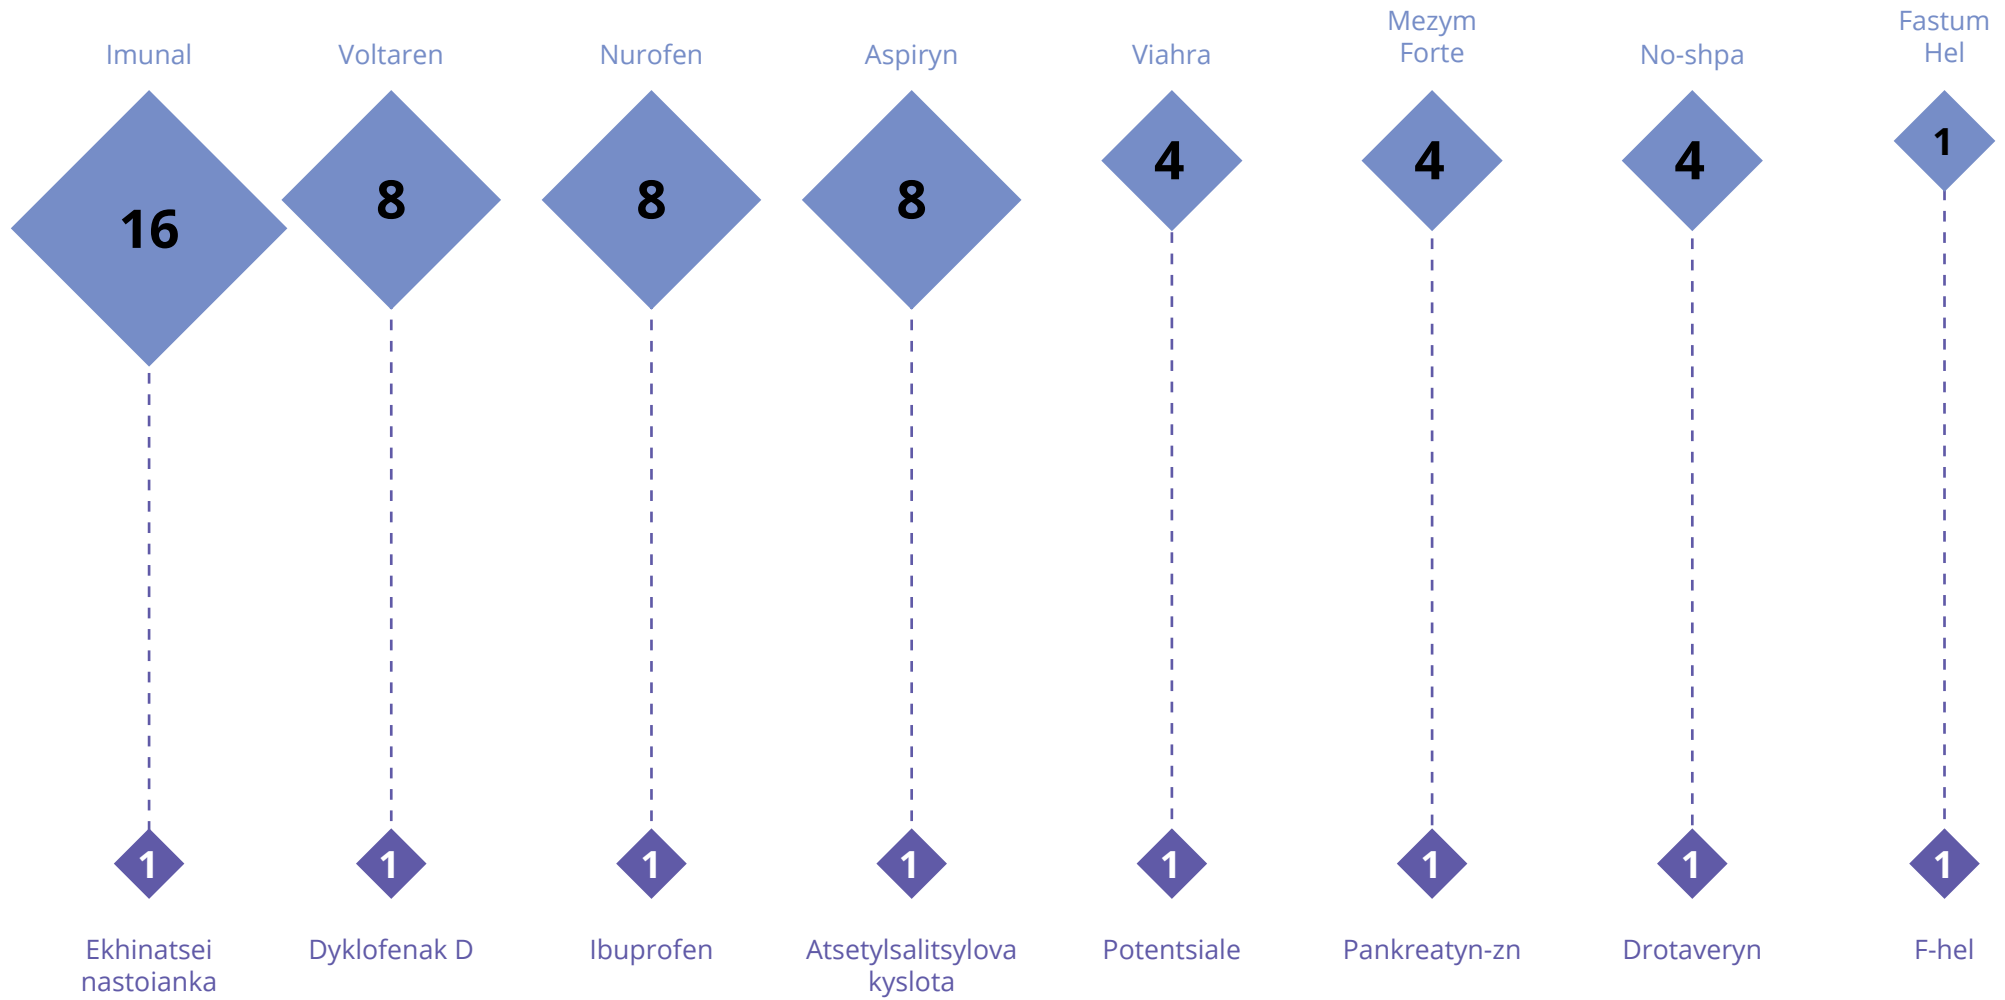 Imunal
Voltaren
Nurofen
Aspiryn
Viahra
Mezym
Forte
No-shpa
Fastum
Hel
16
8
8
8
4
4
4
1
1
1
1
1
1
1
1
1
Ekhinatsei
nastoianka
Dyklofenak D
Ibuprofen
Atsetylsalitsylova
kyslota
Potentsiale
Pankreatyn-zn
Drotaveryn
F-hel